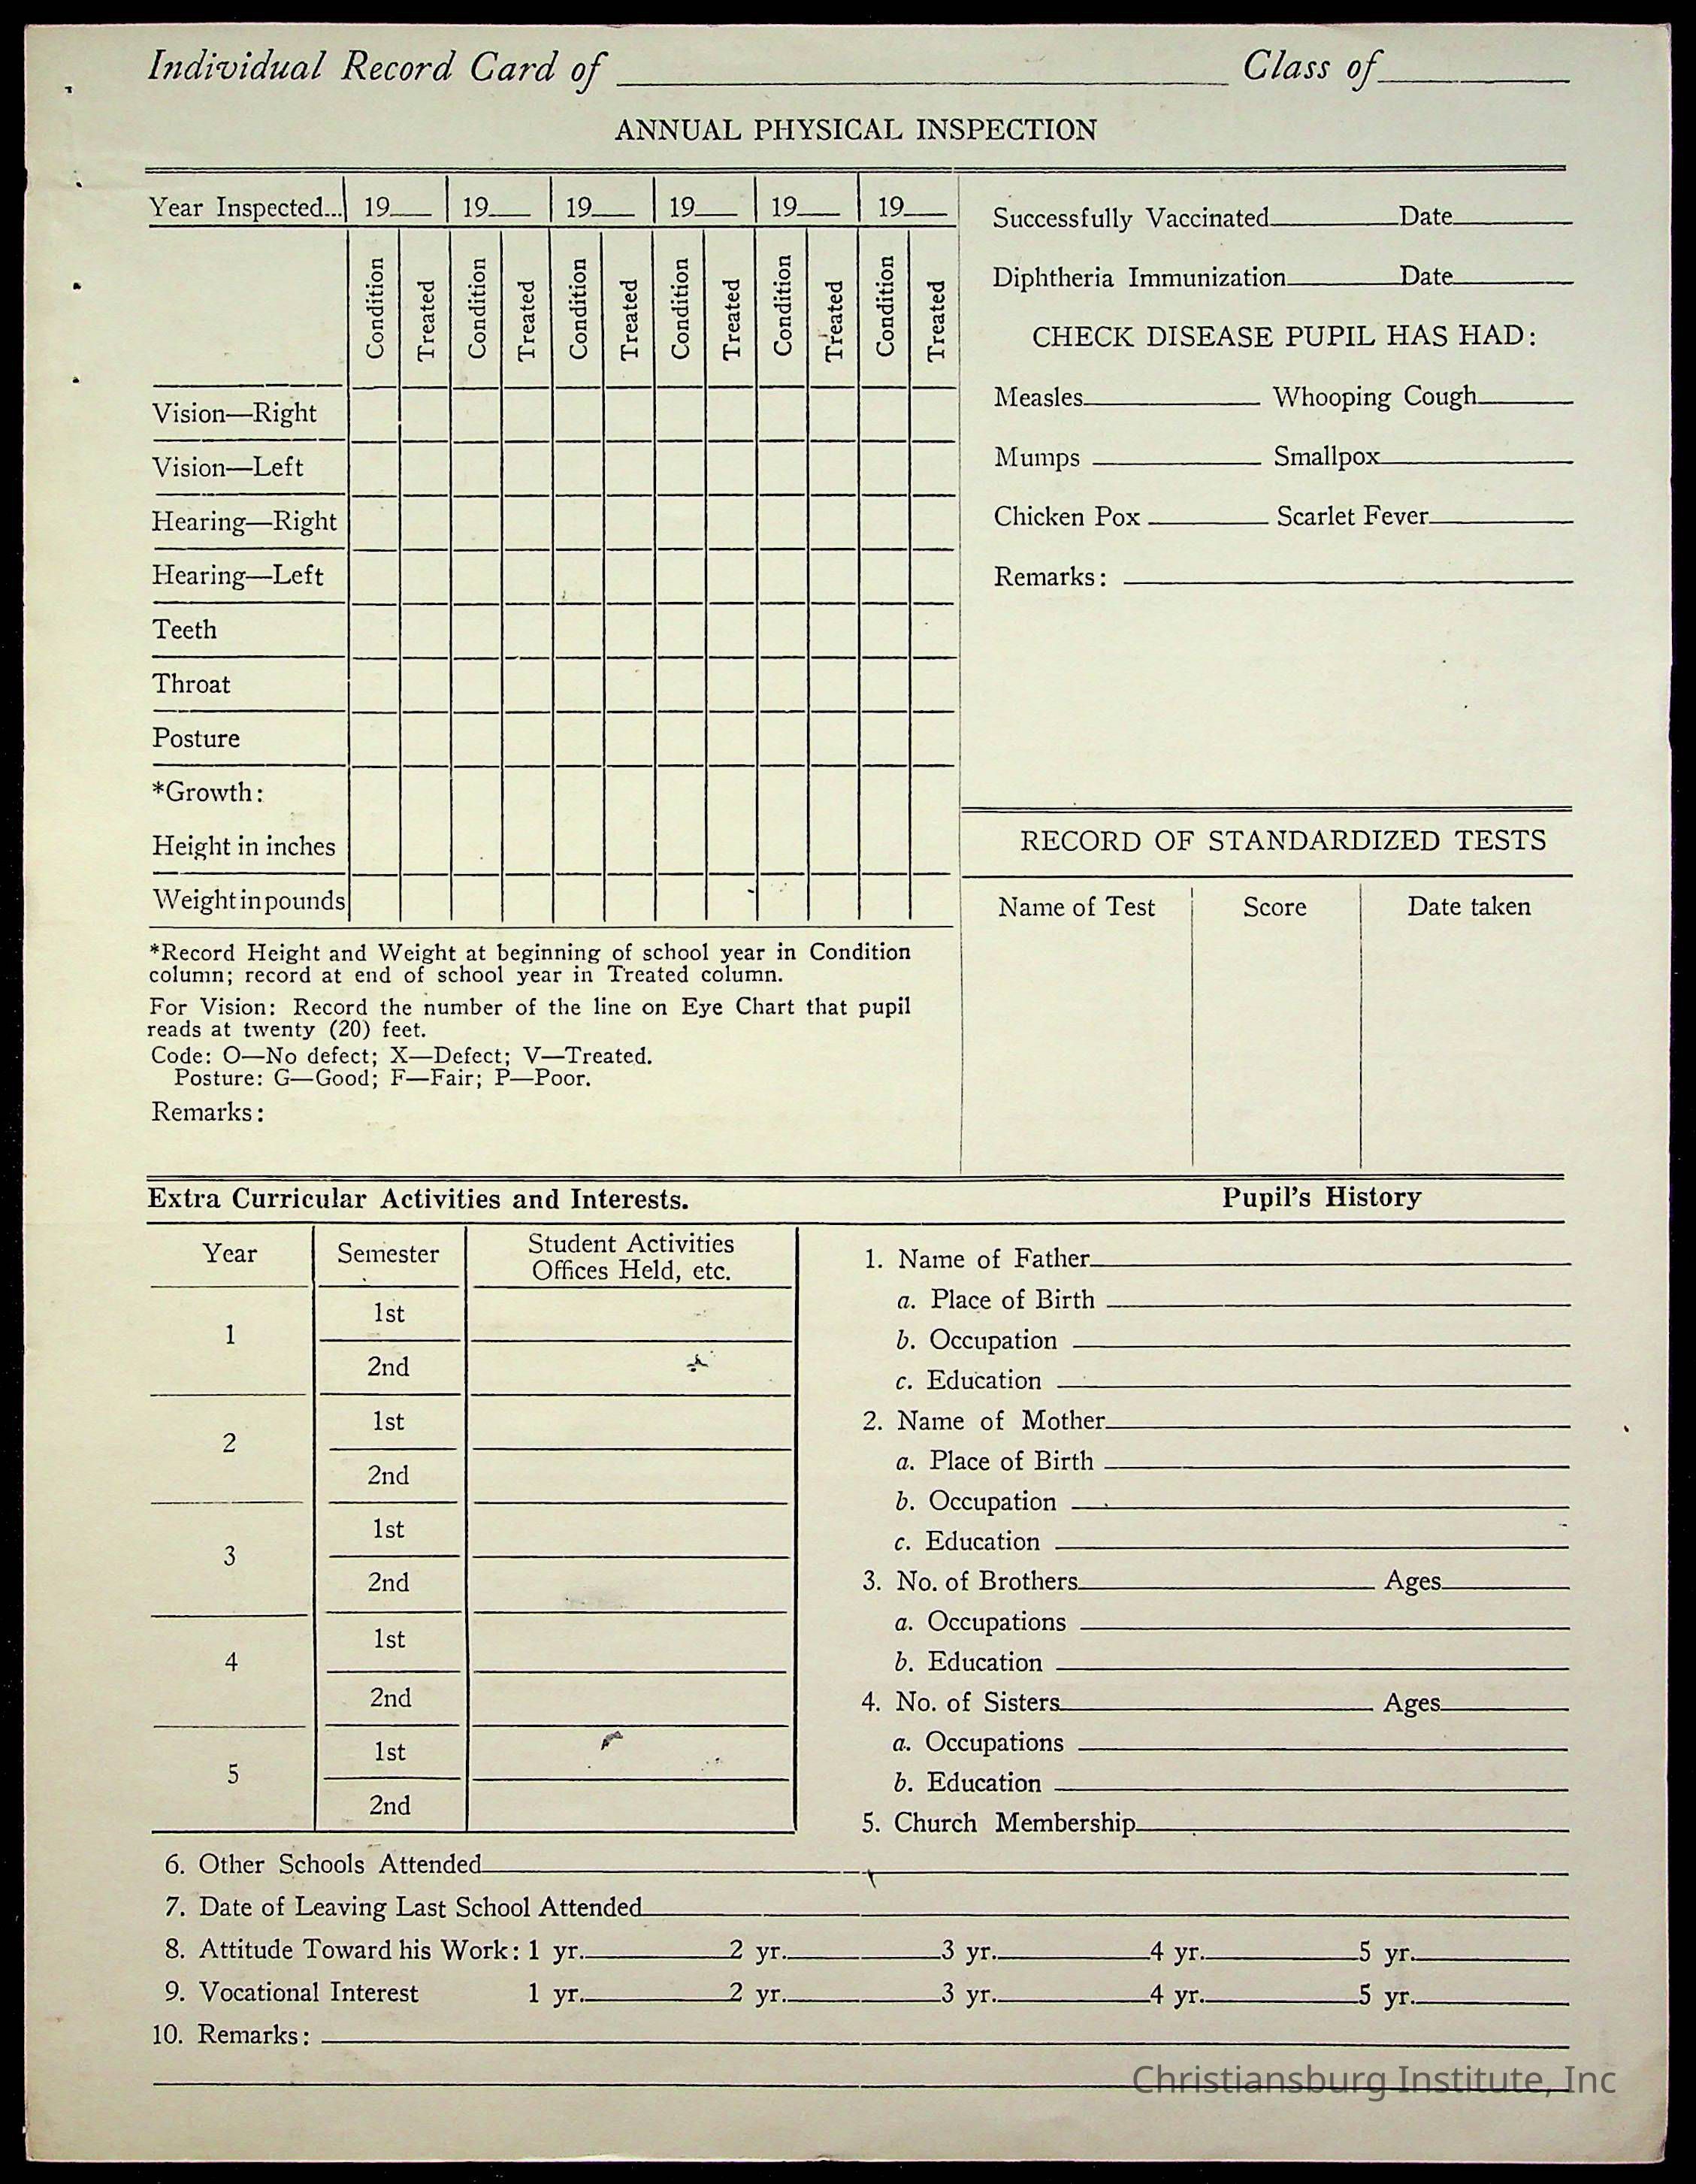 Individual Record Card of Class of
ANNUAL PHYSICAL INSPECTION
Year Inspected... 19 19 19 19 19 19
Condition Treated Condition Treated Condition Treated Condition Treated Condition Treated Condition Treated
Vision—Right
Vision—Left
Hearing—Right
Hearing—Left
Teeth
Throat
Posture
*Growth:
Height in inches
Weight in pounds
*Record Height and Weight at beginning of school year in Condition
column; record at end of school year in Treated column.
For Vision: Record the number of the line on Eye Chart that pupil
reads at twenty (20) feet.
Code: O—No defect; X—Defect; V—Treated.
Posture: G—Good; F—Fair; P—Poor.
Remarks:
Successfully Vaccinated Date
Diphtheria Immunization Date
CHECK DISEASE PUPIL HAS HAD:
Measles Whooping Cough
Mumps Smallpox
Chicken Pox Scarlet Fever
Remarks:
RECORD OF STANDARDIZED TESTS
Name of Test Score Date taken
Extra Curricular Activities and Interests.
Year Semester Student Activities
Offices Held, etc.
1 1st
2nd
2 1st
2nd
3 1st
2nd
4 1st
2nd
5 1st
2nd
Pupil's History
1. Name of Father
a. Place of Birth
b. Occupation
c. Education
2. Name of Mother
a. Place of Birth
b. Occupation
c. Education
3. No. of Brothers Ages
a. Occupations
b. Education
4. No. of Sisters Ages
a. Occupations
b. Education
5. Church Membership
6. Other Schools Attended
7. Date of Leaving Last School Attended
8. Attitude Toward his Work: 1 yr. 2 yr. 3 yr. 4 yr. 5 yr.
9. Vocational Interest 1 yr. 2 yr. 3 yr. 4 yr. 5 yr.
10. Remarks:
Christiansburg Institute, Inc